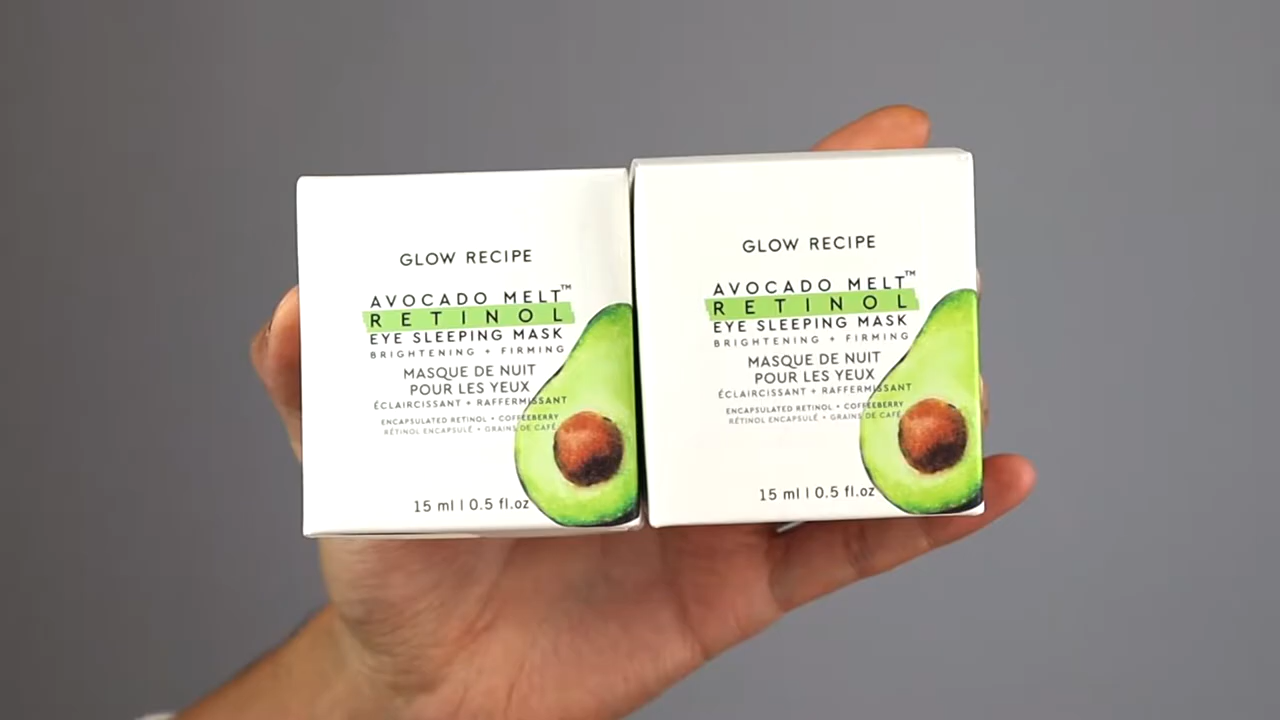 GLOW RECIPE
AVOCADO MELT™
RETINOL
EYE SLEEPING MASK
BRIGHTENING + FIRMING
MASQUE DE NUIT
POUR LES YEUX
ÉCLAIRCISSANT + RAFFERMISSANT
ENCAPSULATED RETINOL • COFFEEBERRY
RÉTINOL ENCAPSULÉ • GRAINS DE CAFÉ
15 ml | 0.5 fl.oz
GLOW RECIPE
AVOCADO MELT™
RETINOL
EYE SLEEPING MASK
BRIGHTENING + FIRMING
MASQUE DE NUIT
POUR LES YEUX
ÉCLAIRCISSANT + RAFFERMISSANT
ENCAPSULATED RETINOL • COFFEEBERRY
RÉTINOL ENCAPSULÉ • GRAINS DE CAFÉ
15 ml | 0.5 fl.oz